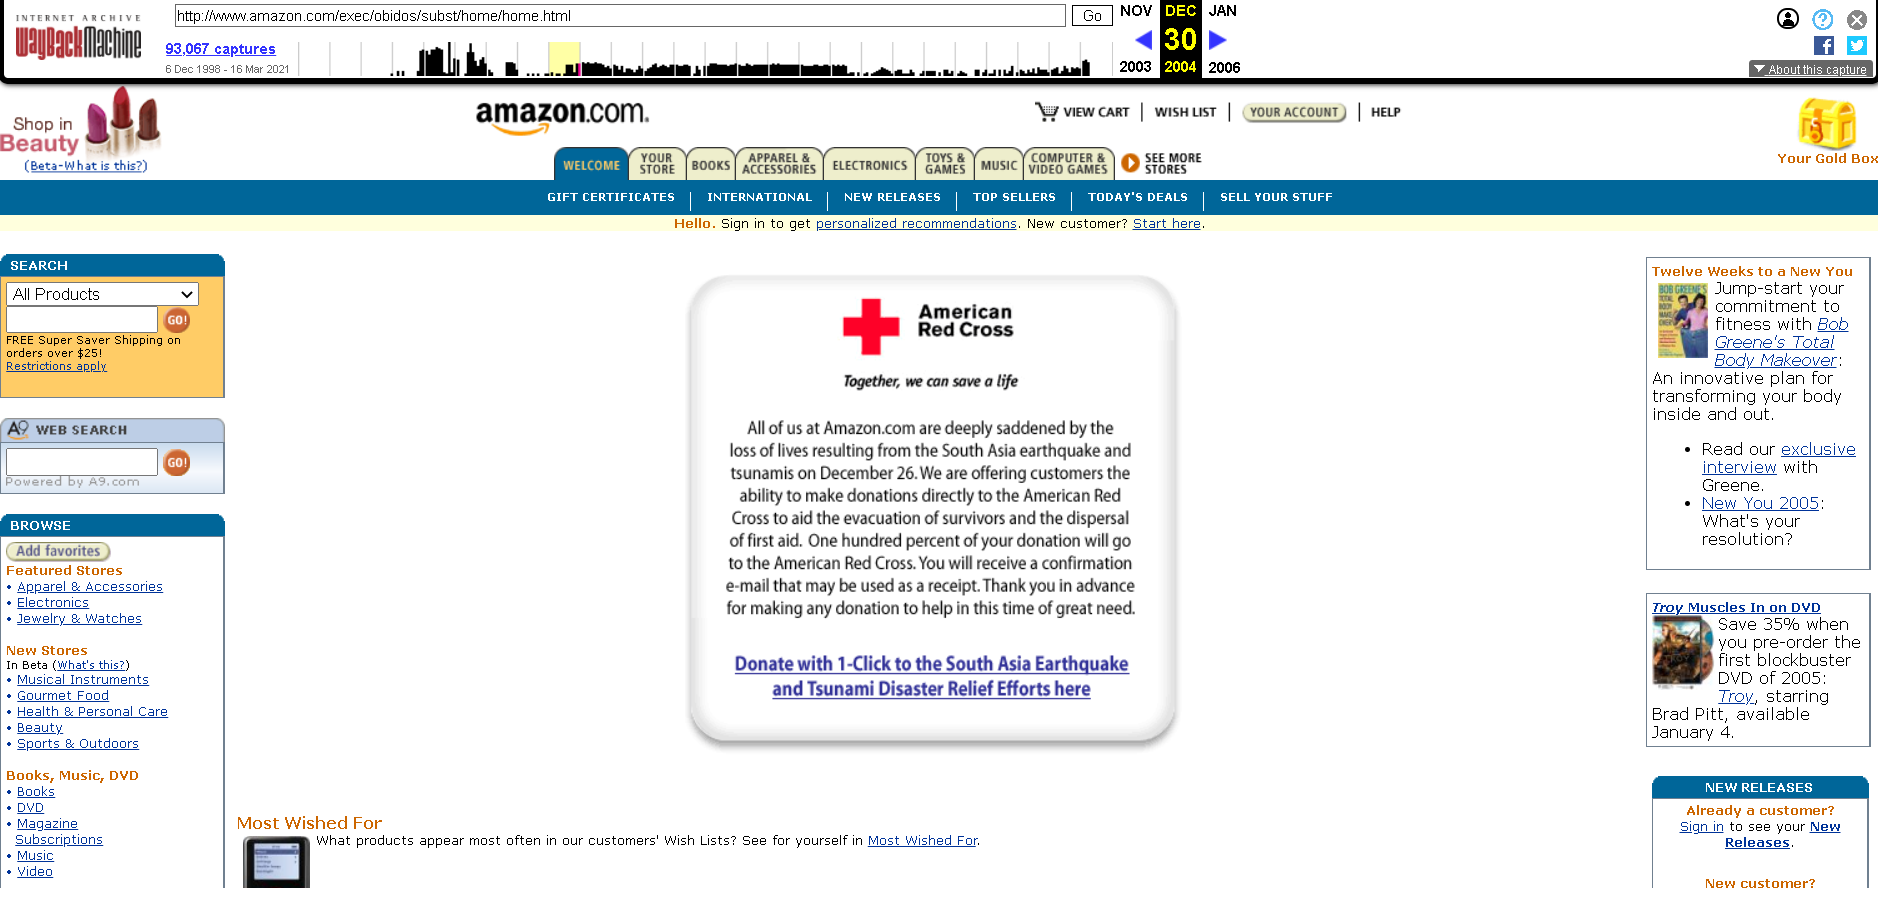 INTERNET ARCHIVE
WayBackMachine
http://www.amazon.com/exec/obidos/subst/home/home.html
Go
93,067 captures
6 Dec 1998 - 16 Mar 2021
NOV DEC JAN
30
2003 2004 2006
About this capture
Shop in
Beauty
(Beta-What is this?)
amazon.com.
VIEW CART
WISH LIST
YOUR ACCOUNT
HELP
Your Gold Box
WELCOME
YOUR STORE
BOOKS
APPAREL & ACCESSORIES
ELECTRONICS
TOYS & GAMES
MUSIC
COMPUTER & VIDEO GAMES
SEE MORE STORES
GIFT CERTIFICATES
INTERNATIONAL
NEW RELEASES
TOP SELLERS
TODAY'S DEALS
SELL YOUR STUFF
Hello. Sign in to get personalized recommendations. New customer? Start here.
SEARCH
All Products
GO!
FREE Super Saver Shipping on
orders over $25!
Restrictions apply
A9 WEB SEARCH
GO!
Powered by A9.com
BROWSE
Add favorites
Featured Stores
• Apparel & Accessories
• Electronics
• Jewelry & Watches
New Stores
In Beta (What's this?)
• Musical Instruments
• Gourmet Food
• Health & Personal Care
• Beauty
• Sports & Outdoors
Books, Music, DVD
• Books
• DVD
• Magazine
Subscriptions
• Music
• Video
American
Red Cross
Together, we can save a life
All of us at Amazon.com are deeply saddened by the
loss of lives resulting from the South Asia earthquake and
tsunamis on December 26. We are offering customers the
ability to make donations directly to the American Red
Cross to aid the evacuation of survivors and the dispersal
of first aid. One hundred percent of your donation will go
to the American Red Cross. You will receive a confirmation
e-mail that may be used as a receipt. Thank you in advance
for making any donation to help in this time of great need.
Donate with 1-Click to the South Asia Earthquake
and Tsunami Disaster Relief Efforts here
Most Wished For
What products appear most often in our customers' Wish Lists? See for yourself in Most Wished For.
Twelve Weeks to a New You
BOB GREENE'S
TOTAL
BODY
Jump-start your
commitment to
fitness with Bob
Greene's Total
Body Makeover:
An innovative plan for
transforming your body
inside and out.
• Read our exclusive
interview with
Greene.
• New You 2005:
What's your
resolution?
Troy Muscles In on DVD
Save 35% when
you pre-order the
first blockbuster
DVD of 2005:
Troy, starring
Brad Pitt, available
January 4.
NEW RELEASES
Already a customer?
Sign in to see your New
Releases.
New customer?